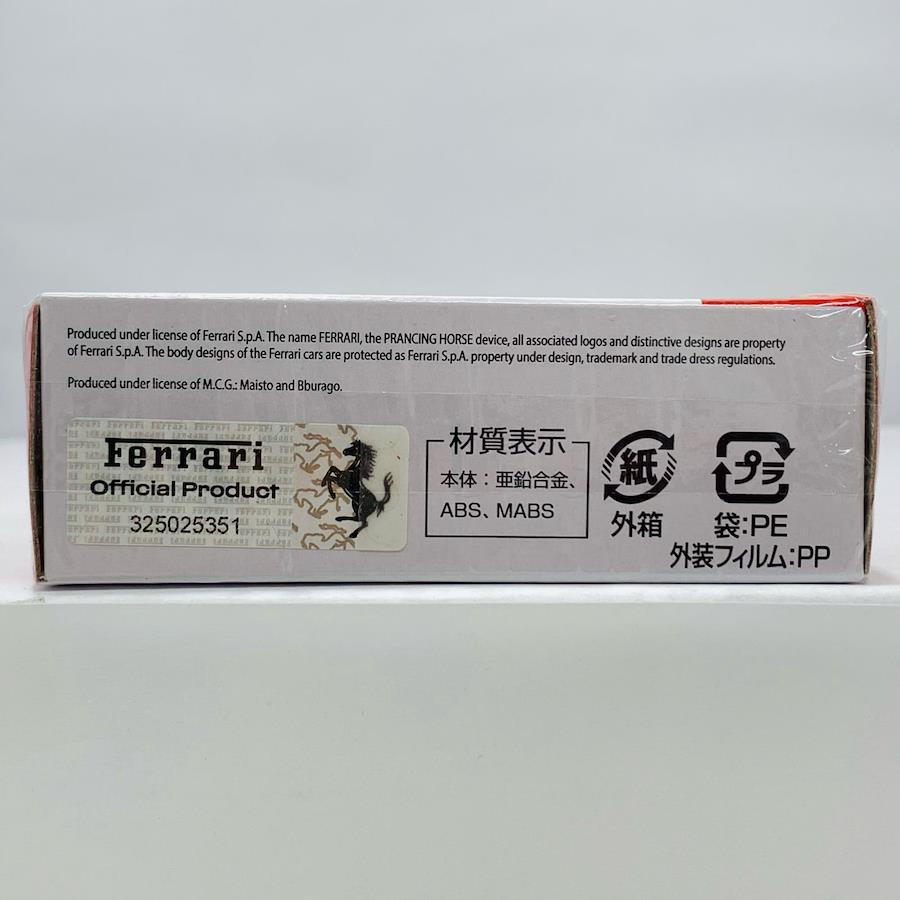 Produced under license of Ferrari S.p.A. The name FERRARI, the PRANCING HORSE device, all associated logos and distinctive designs are property
of Ferrari S.p.A. The body designs of the Ferrari cars are protected as Ferrari S.p.A. property under design, trademark and trade dress regulations.
Produced under license of M.C.G.: Maisto and Bburago.
Ferrari
Official Product
325025351
材質表示
本体：亜鉛合金、
ABS、MABS
紙
外箱
プラ
袋:PE
外装フィルム:PP